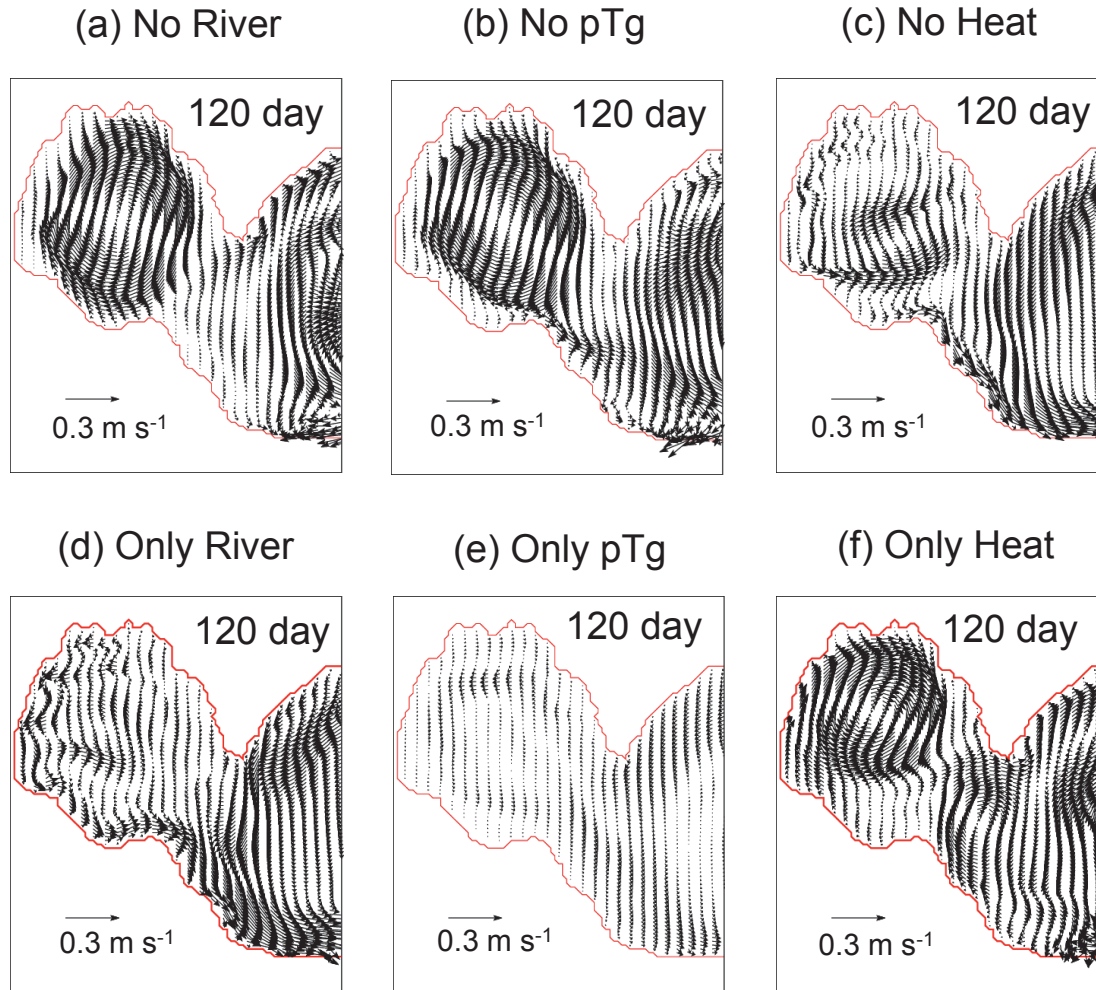 (a) No River
(b) No pTg
(c) No Heat
120 day
120 day
120 day
0.3 m s-1
0.3 m s-1
0.3 m s-1
(d) Only River
(e) Only pTg
(f) Only Heat
120 day
120 day
120 day
0.3 m s-1
0.3 m s-1
0.3 m s-1